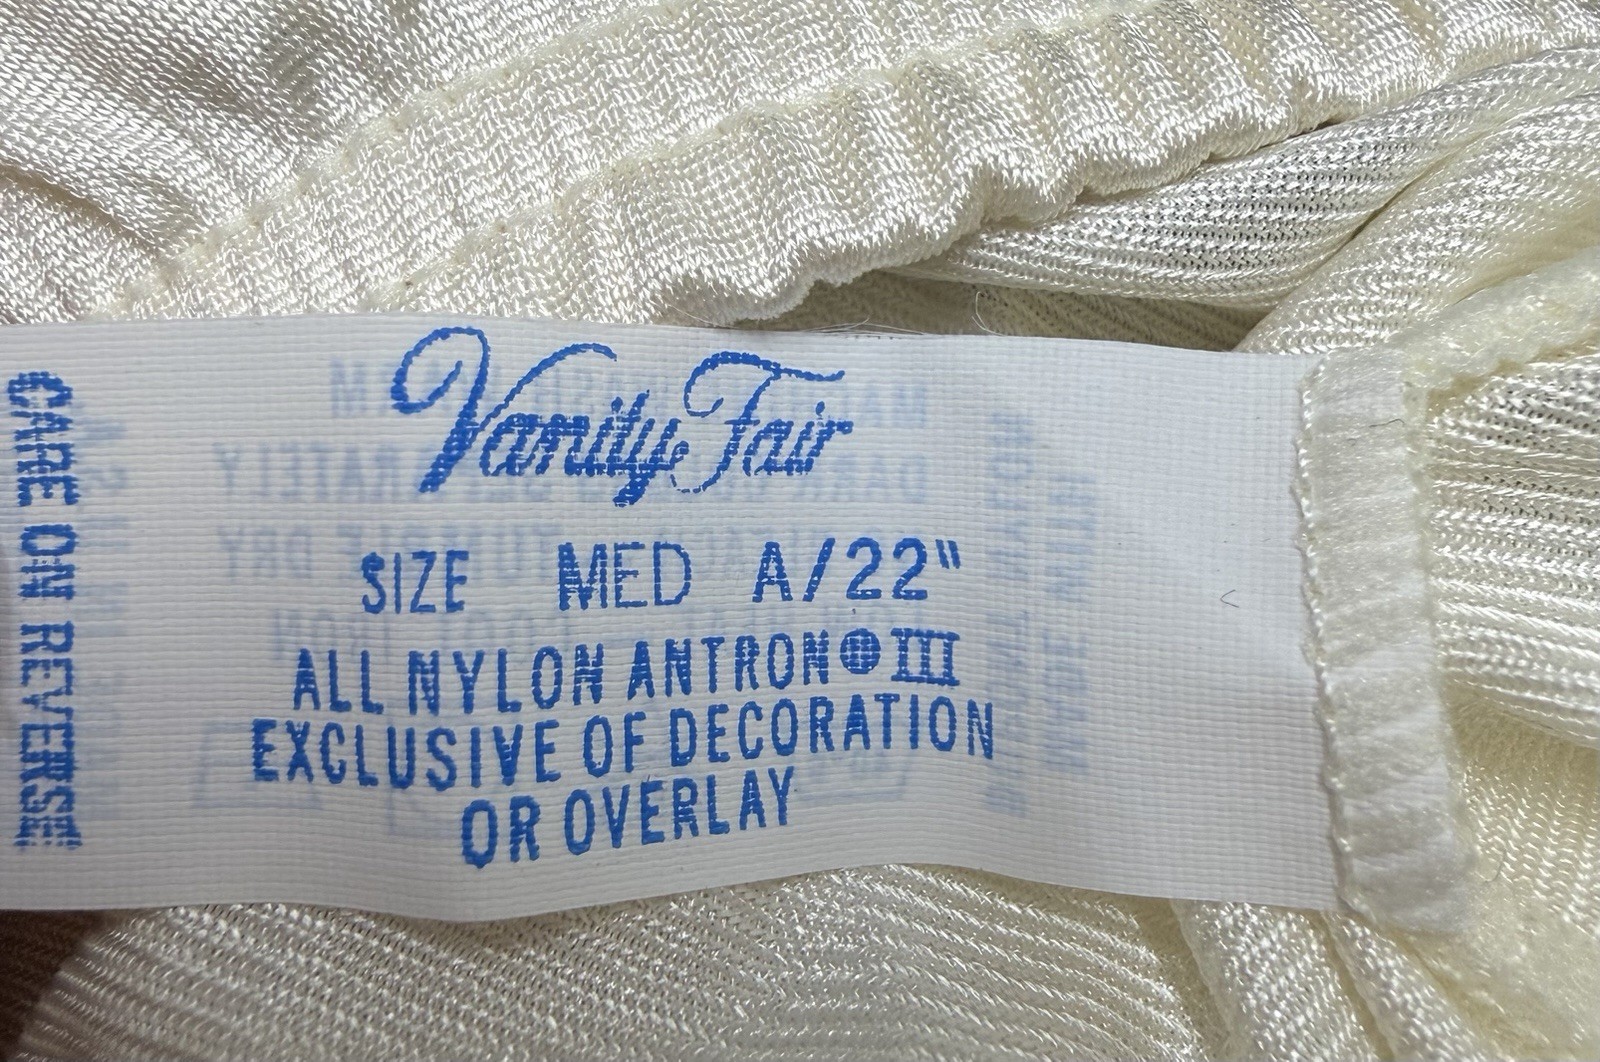 Vanity Fair
SIZE MED A/22"
ALL NYLON ANTRON® III
EXCLUSIVE OF DECORATION
OR OVERLAY
CARE ON REVERSE